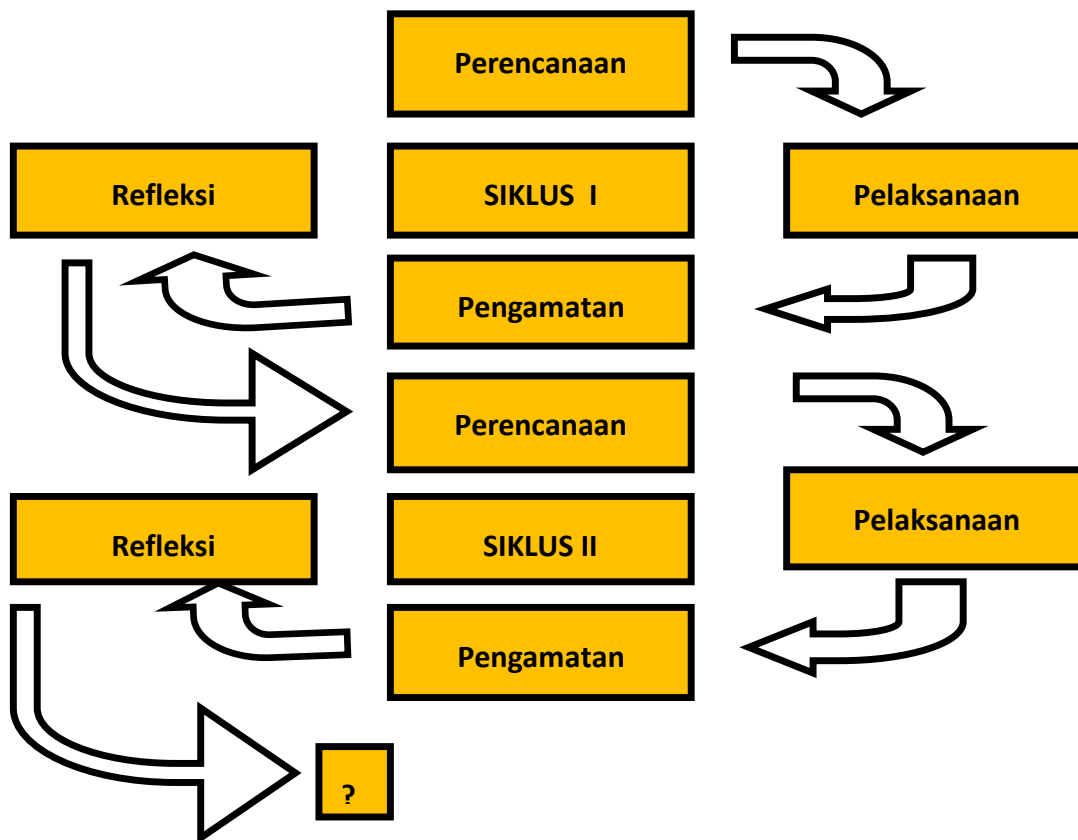 Perencanaan
Refleksi
SIKLUS I
Pelaksanaan
Pengamatan
Perencanaan
Refleksi
SIKLUS II
Pelaksanaan
Pengamatan
?